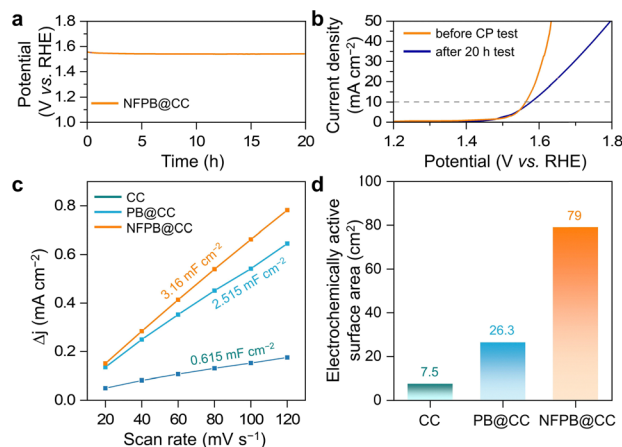 a
Potential
(V vs. RHE)
1.8
1.6
1.4
1.2
1.0
NFPB@CC
0
5
10
15
20
Time (h)
b
Current density
(mA cm⁻²)
50
40
30
20
10
0
before CP test
after 20 h test
1.2
1.4
1.6
1.8
Potential (V vs. RHE)
c
Δj (mA cm⁻²)
0.8
0.6
0.4
0.2
0.0
CC
PB@CC
NFPB@CC
3.16 mF cm⁻²
2.515 mF cm⁻²
0.615 mF cm⁻²
20
40
60
80
100
120
Scan rate (mV s⁻¹)
d
Electrochemically active
surface area (cm²)
100
80
60
40
20
0
7.5
26.3
79
CC
PB@CC
NFPB@CC